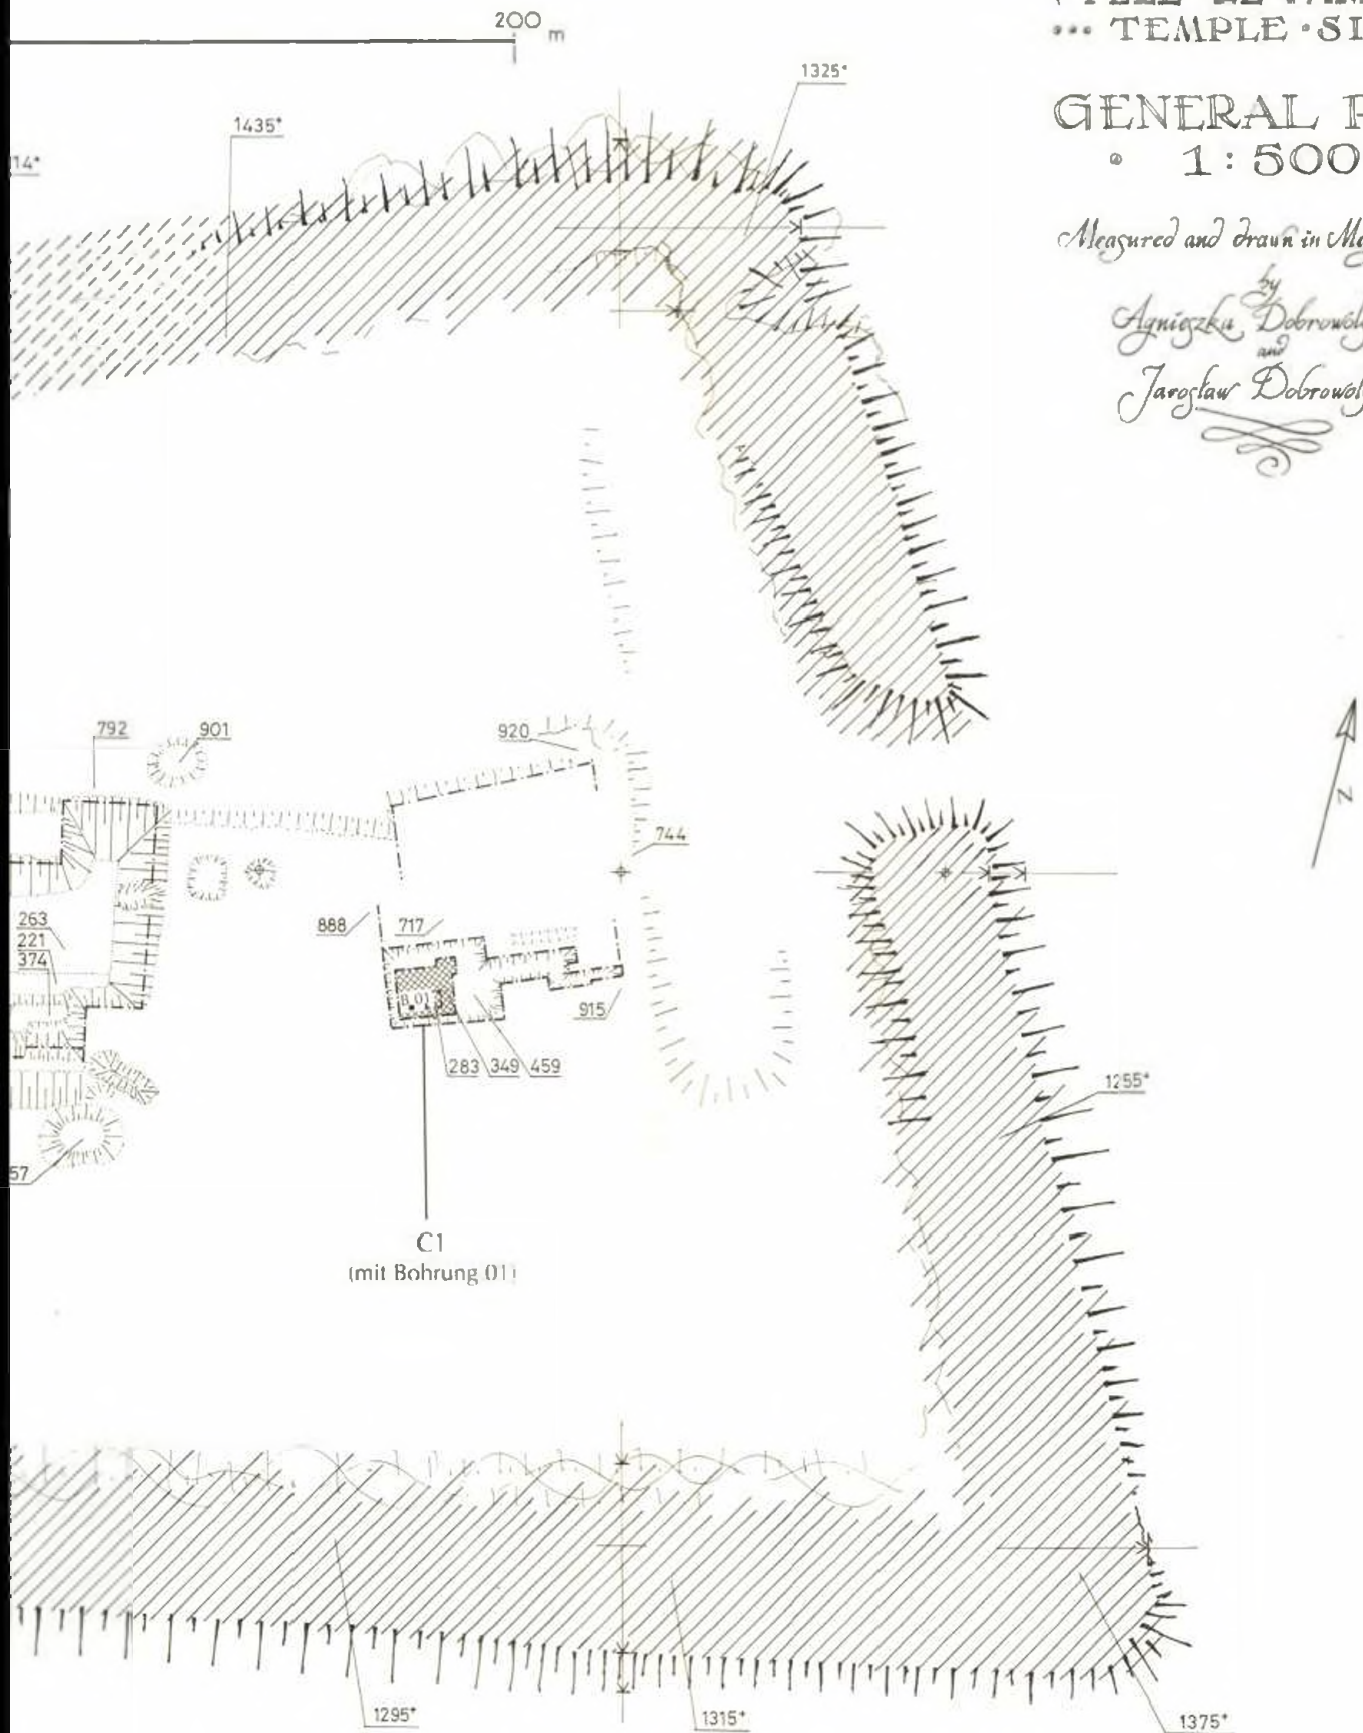 200 m
TEMPLE · SI
GENERAL P
1:500
Measured and drawn in
by
Agnieszka Dobrowol
and
Jarosław Dobrowol
1325*
1435*
14*
792
901
920
744
263
221
374
888
717
B.01
915
283
349
459
57
1255*
C1
(mit Bohrung 01)
N
1295*
1315*
1375*